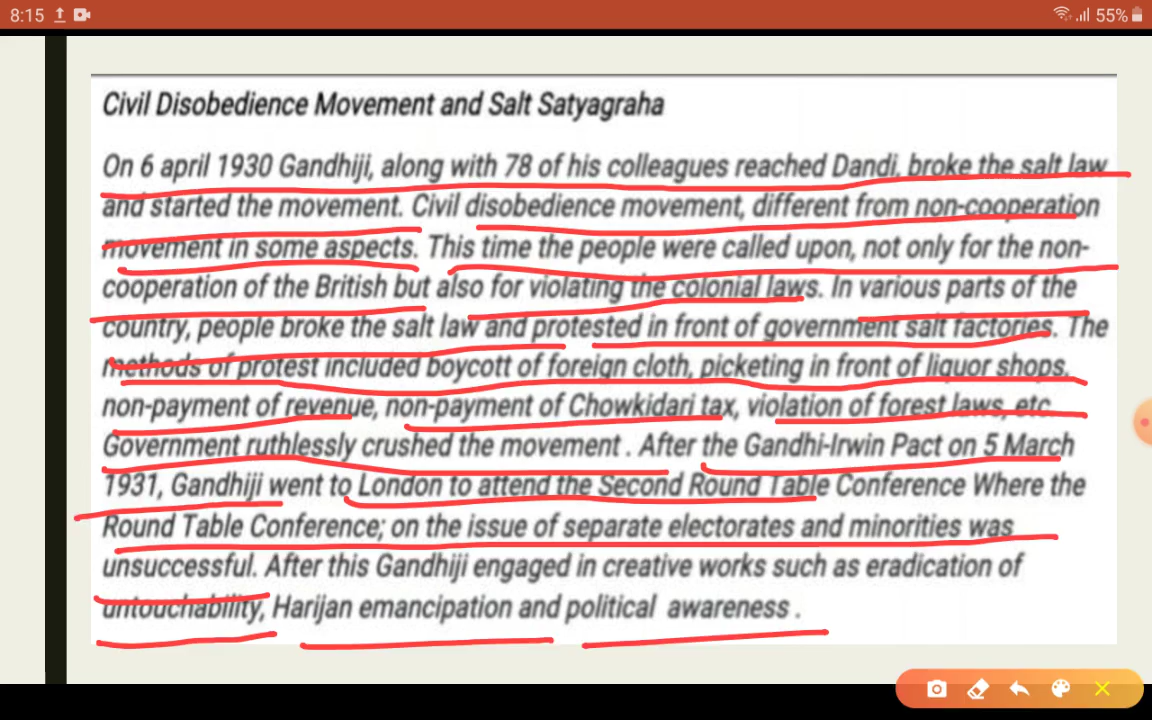 8:15
55%
Civil Disobedience Movement and Salt Satyagraha
On 6 april 1930 Gandhiji, along with 78 of his colleagues reached Dandi, broke the salt law
and started the movement. Civil disobedience movement, different from non-cooperation
movement in some aspects. This time the people were called upon, not only for the non-
cooperation of the British but also for violating the colonial laws. In various parts of the
country, people broke the salt law and protested in front of government salt factories. The
methods of protest included boycott of foreign cloth, picketing in front of liquor shops,
non-payment of revenue, non-payment of Chowkidari tax, violation of forest laws, etc.
Government ruthlessly crushed the movement . After the Gandhi-Irwin Pact on 5 March
1931, Gandhiji went to London to attend the Second Round Table Conference Where the
Round Table Conference; on the issue of separate electorates and minorities was
unsuccessful. After this Gandhiji engaged in creative works such as eradication of
untouchability, Harijan emancipation and political awareness .